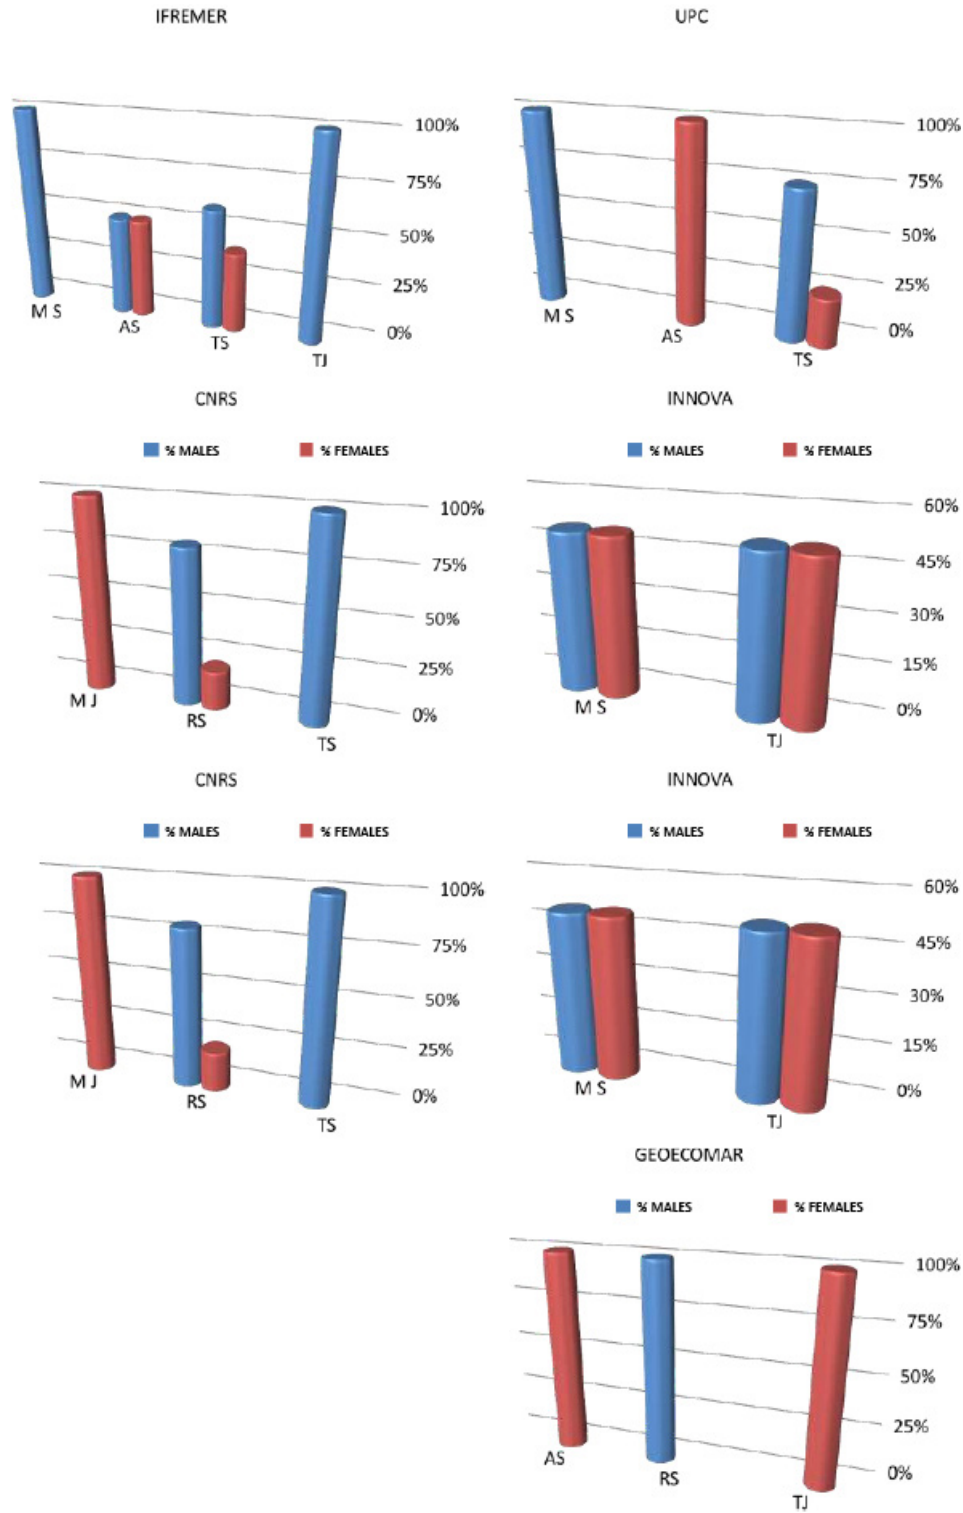 IFREMER
100%
75%
50%
25%
0%
M S
AS
TS
TJ
UPC
100%
75%
50%
25%
0%
M S
AS
TS
CNRS
% MALES % FEMALES
100%
75%
50%
25%
0%
M J
RS
TS
INNOVA
% MALES % FEMALES
60%
45%
30%
15%
0%
M S
TJ
CNRS
% MALES % FEMALES
100%
75%
50%
25%
0%
M J
RS
TS
INNOVA
% MALES % FEMALES
60%
45%
30%
15%
0%
M S
TJ
GEOECOMAR
% MALES % FEMALES
100%
75%
50%
25%
0%
AS
RS
TJ